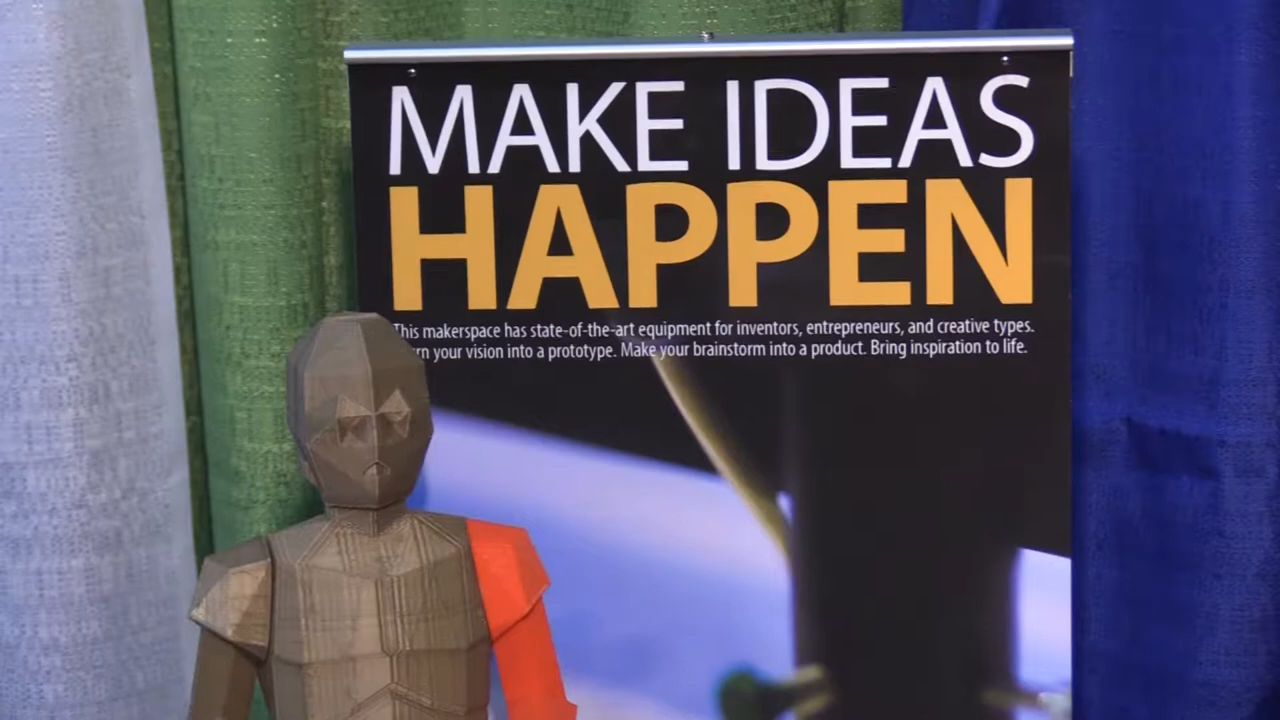 MAKE IDEAS
HAPPEN
This makerspace has state-of-the-art equipment for inventors, entrepreneurs, and creative types.
your vision into a prototype. Make your brainstorm into a product. Bring inspiration to life.